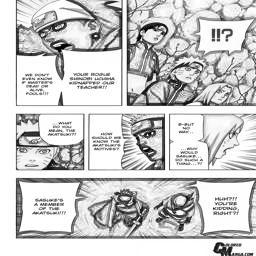 !!?
YOUR ROGUE
SHINOBI UCHIHA
KIDNAPPED OUR
TEACHER!!
WE DON'T
EVEN KNOW
IF MASTER'S
DEAD OR
ALIVE,
FOOLS!!!
B-BUT
NO
WAY...
WHY
WOULD
SASUKE
DO SUCH
A
THING...?!
HOW
SHOULD WE
KNOW THE
AKATSUKI'S
MOTIVES?
WHAT
DO YOU
MEAN, THE
AKATSUKI?!
HUH?!!
YOU'RE
KIDDING,
RIGHT?!
SASUKE'S
A MEMBER
OF THE
AKATSUKI!!!
COLORED
MANGA.COM